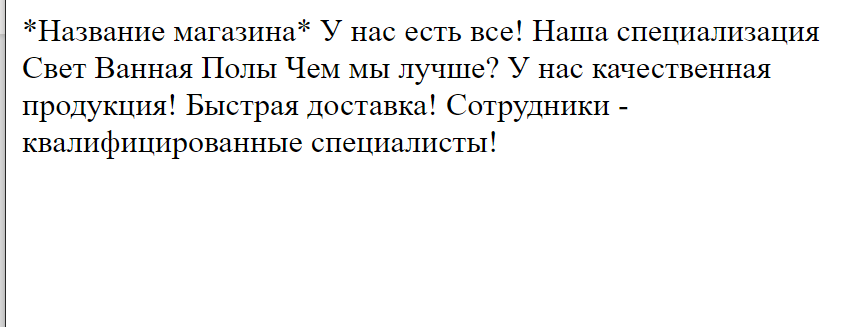 *Название магазина* У нас есть все! Наша специализация
Свет Ванная Полы Чем мы лучше? У нас качественная
продукция! Быстрая доставка! Сотрудники -
квалифицированные специалисты!